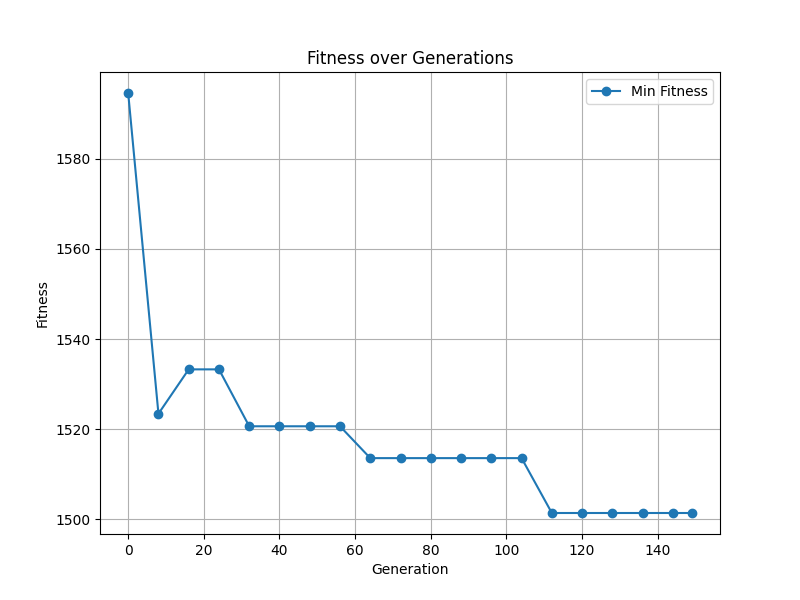 Fitness over Generations
Min Fitness
1580
1560
1540
1520
1500
Fitness
0 20 40 60 80 100 120 140
Generation